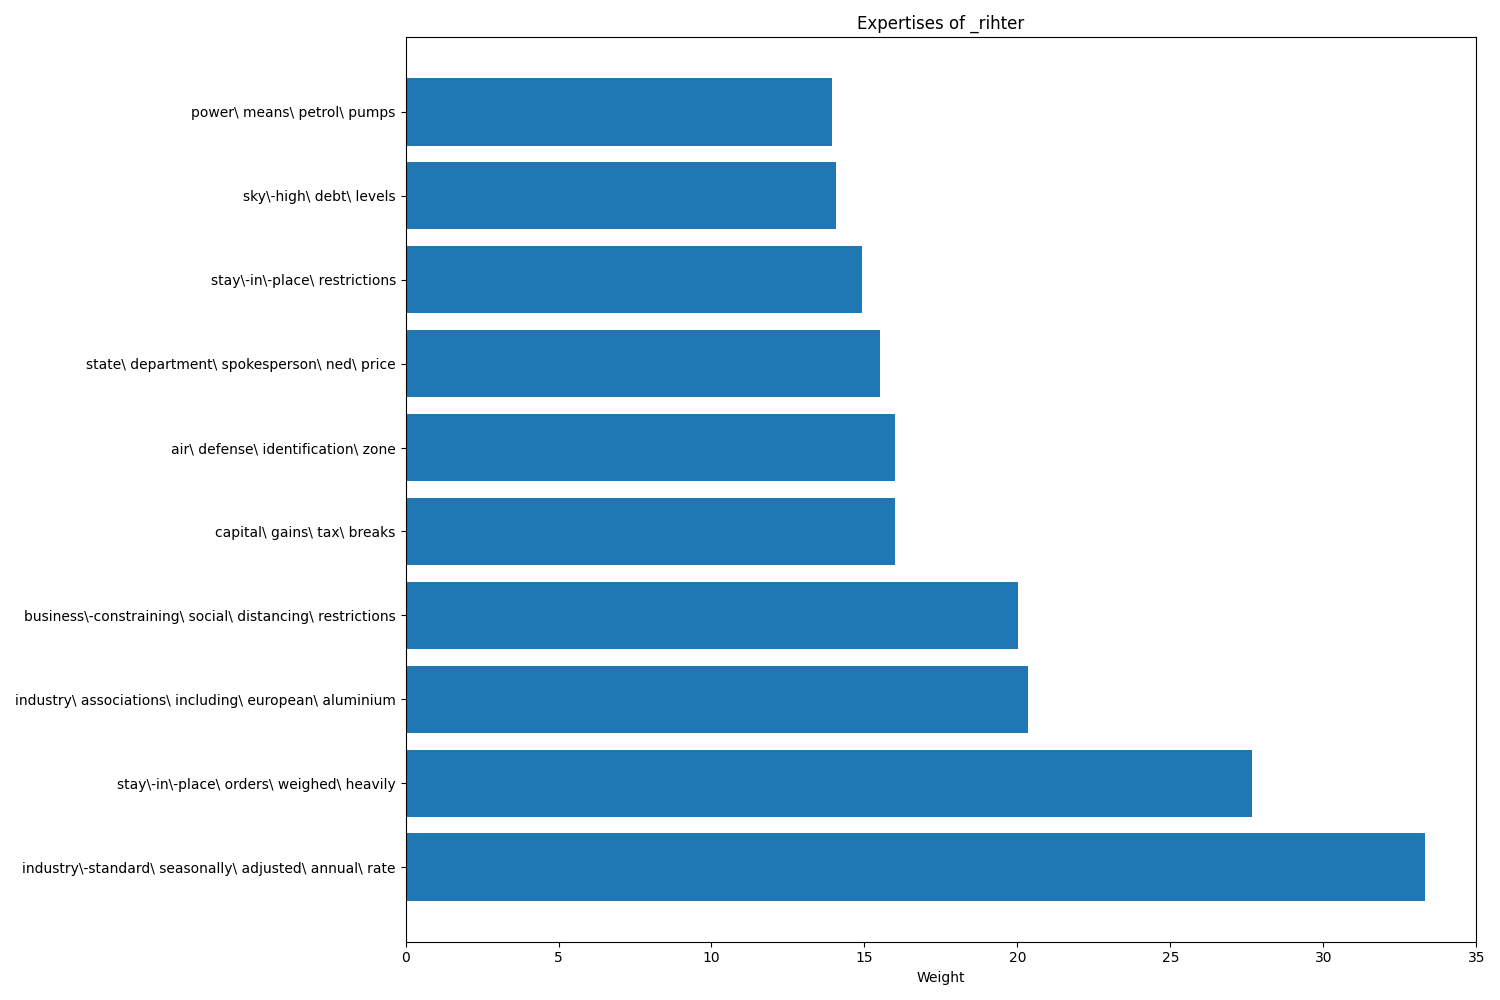 Expertises of _rihter
power\ means\ petrol\ pumps
sky\-high\ debt\ levels
stay\-in\-place\ restrictions
state\ department\ spokesperson\ ned\ price
air\ defense\ identification\ zone
capital\ gains\ tax\ breaks
business\-constraining\ social\ distancing\ restrictions
industry\ associations\ including\ european\ aluminium
stay\-in\-place\ orders\ weighed\ heavily
industry\-standard\ seasonally\ adjusted\ annual\ rate
0 5 10 15 20 25 30 35
Weight